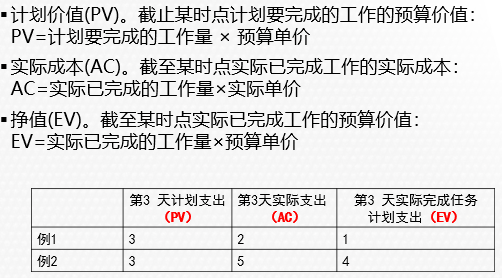 ▪计划价值(PV)。截止某时点计划要完成的工作的预算价值：
PV=计划要完成的工作量 × 预算单价
▪实际成本(AC)。截至某时点实际已完成工作的实际成本：
AC=实际已完成的工作量×实际单价
▪挣值(EV)。截至某时点实际已完成工作的预算价值：
EV=实际已完成的工作量×预算单价
第3 天计划支出 第3天实际支出 第3 天实际完成任务
（PV） （AC） 计划支出（EV）
例1 3 2 1
例2 3 5 4